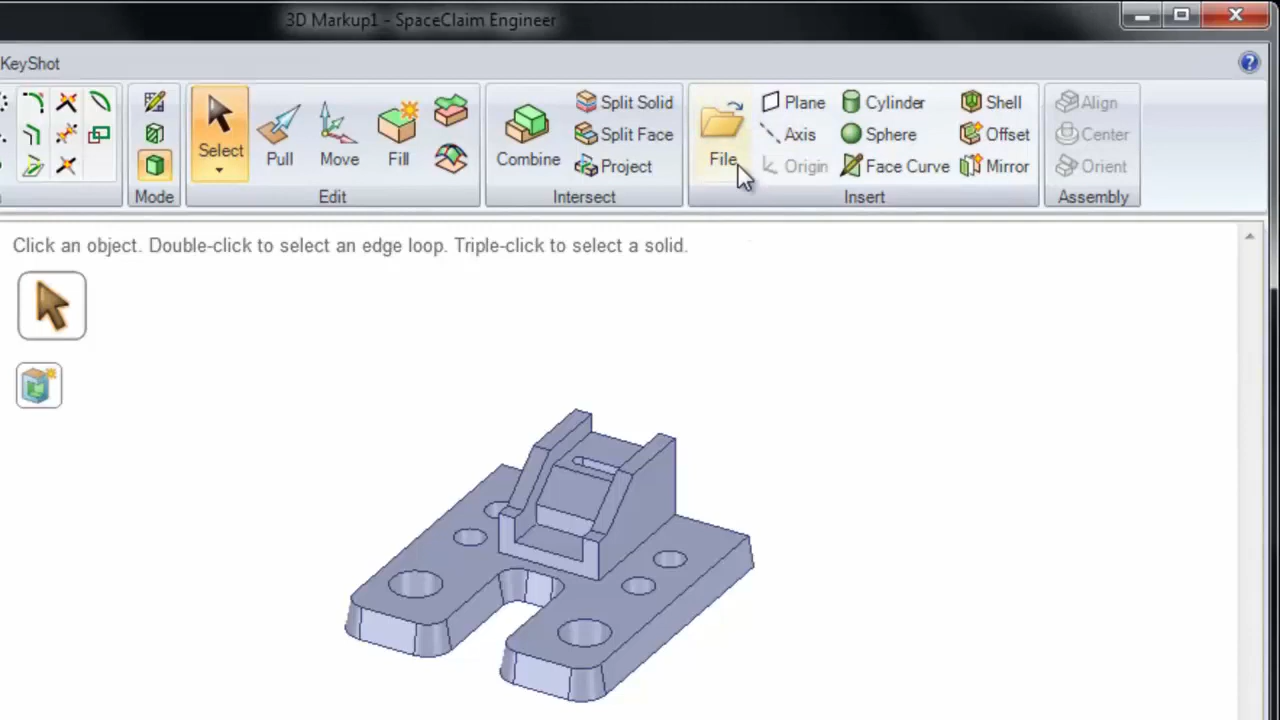 3D Markup1 - SpaceClaim Engineer
KeyShot
Select
Pull
Move
Fill
Combine
Split Solid
Split Face
Project
File
Plane
Axis
Origin
Cylinder
Sphere
Face Curve
Shell
Offset
Mirror
Align
Center
Orient
Mode
Edit
Intersect
Insert
Assembly
Click an object. Double-click to select an edge loop. Triple-click to select a solid.